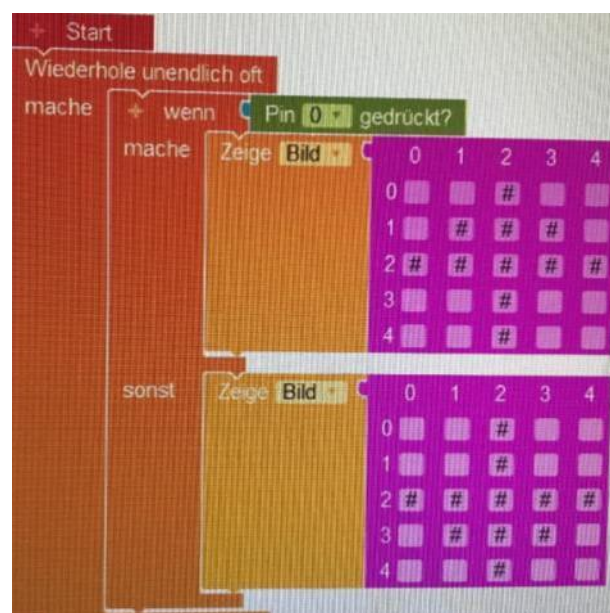 + Start
Wiederhole unendlich oft
mache + wenn Pin 0 gedrückt?
mache Zeige Bild 0 1 2 3 4
0 #
1 # # #
2 # # # # #
3 #
4 #
sonst Zeige Bild 0 1 2 3 4
0 #
1 #
2 # # # # #
3 # # #
4 #